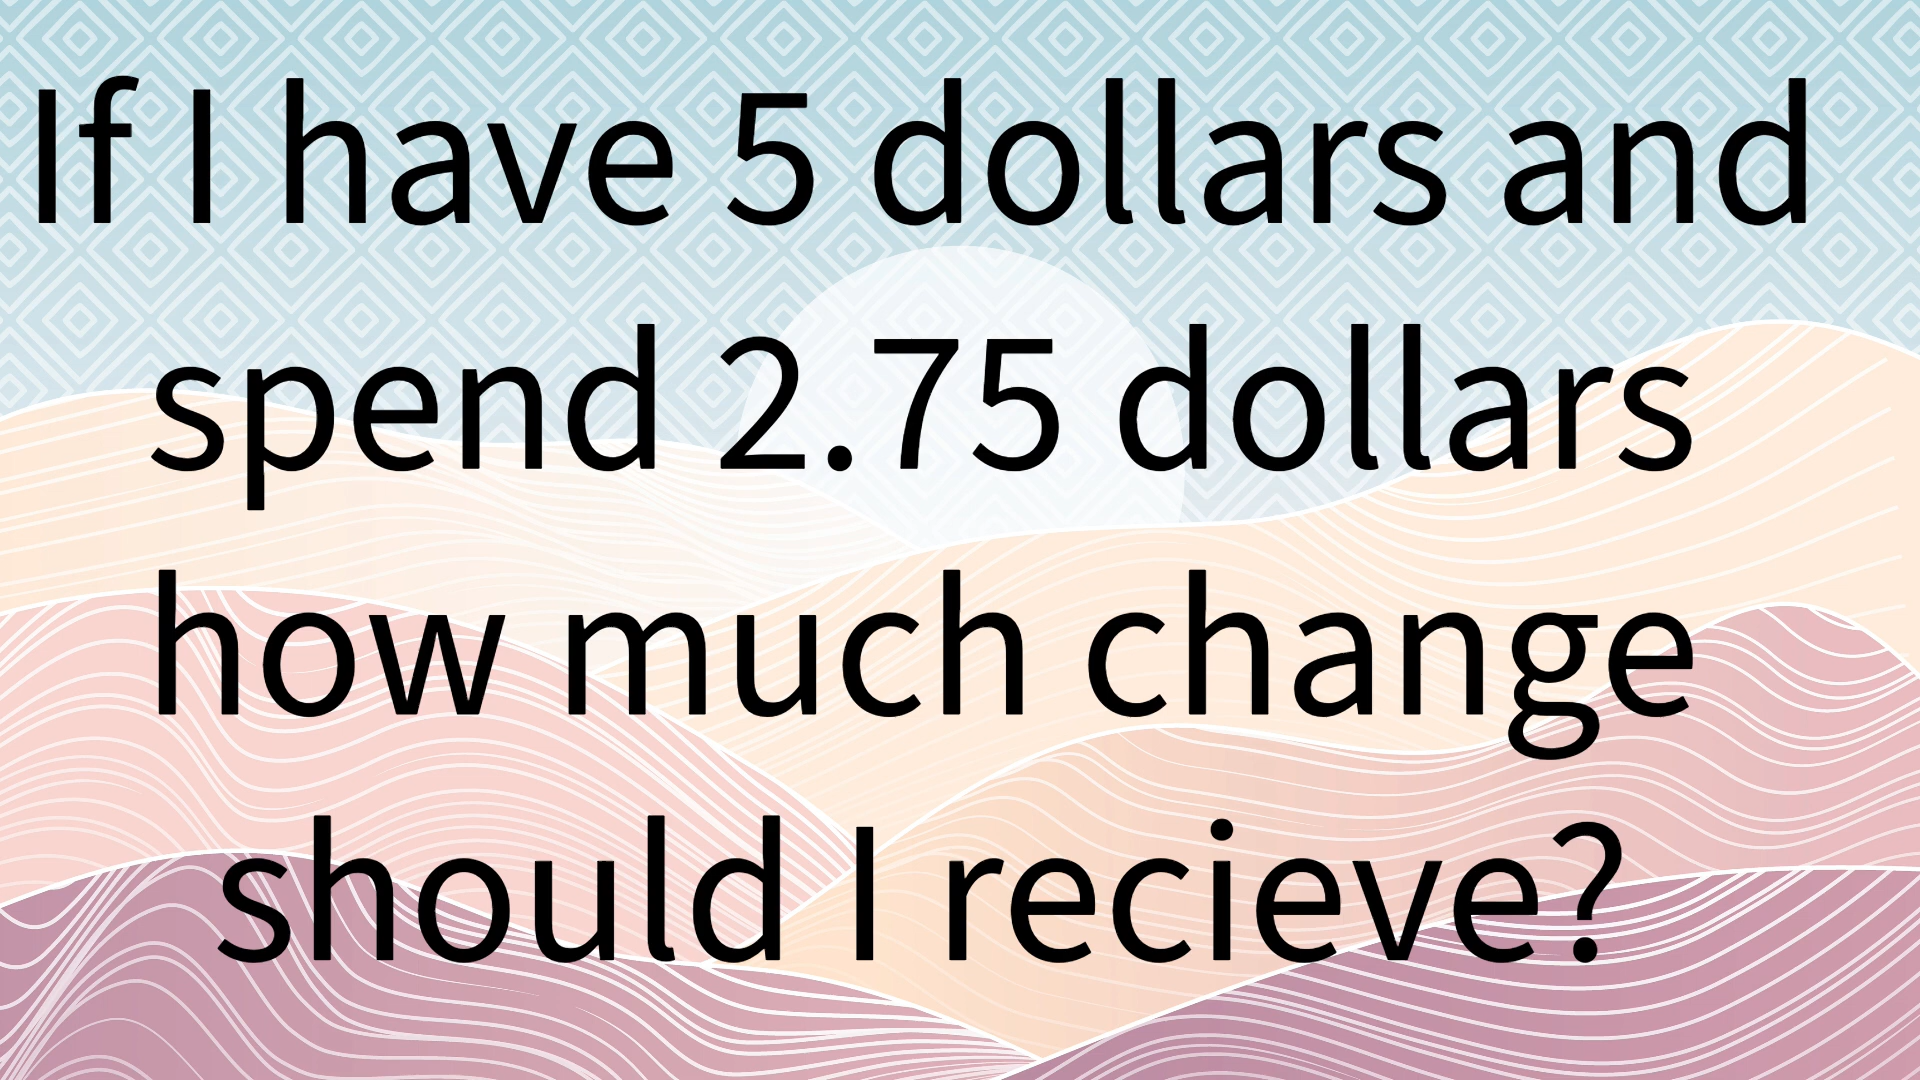 If I have 5 dollars and
spend 2.75 dollars
how much change
should I recieve?